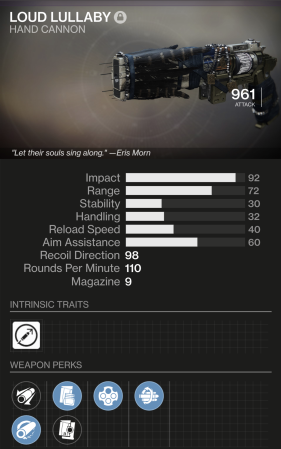 LOUD LULLABY
HAND CANNON
961
ATTACK
"Let their souls sing along." —Eris Morn
Impact 92
Range 72
Stability 30
Handling 32
Reload Speed 40
Aim Assistance 60
Recoil Direction 98
Rounds Per Minute 110
Magazine 9
INTRINSIC TRAITS
WEAPON PERKS